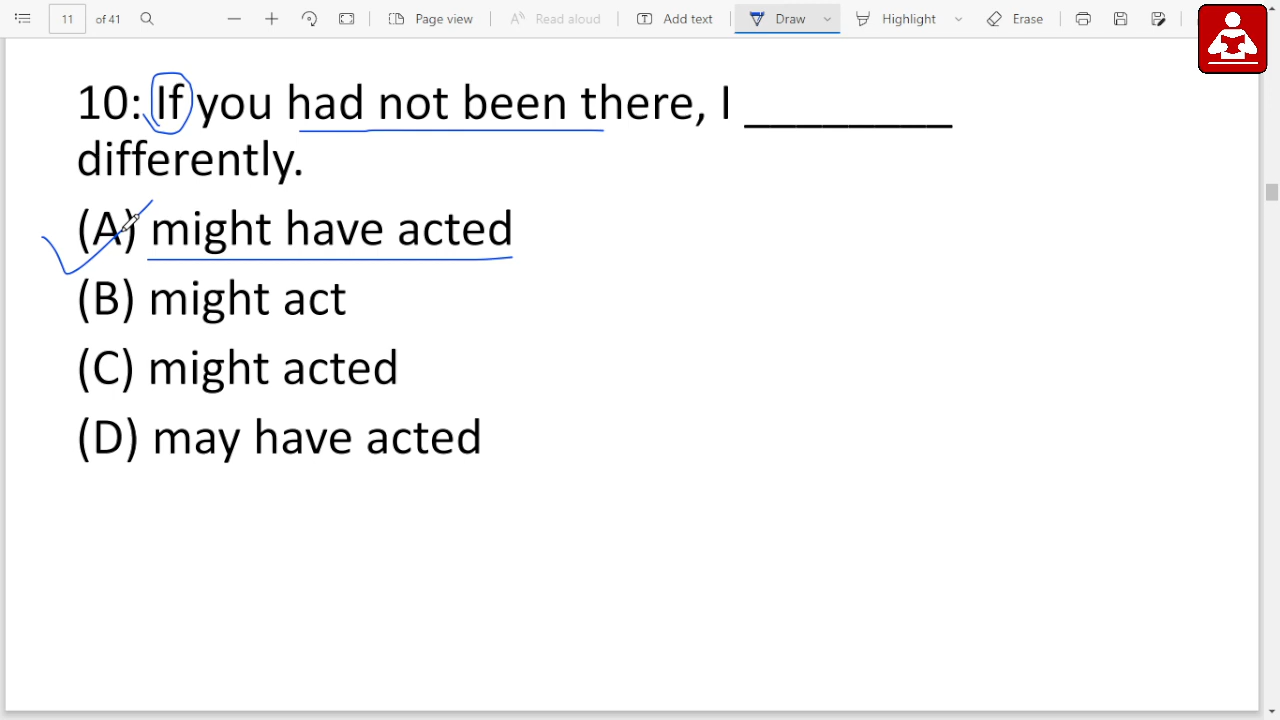 11 of 41 Page view Read aloud Add text Draw Highlight Erase
10: If you had not been there, I ________
differently.
(A) might have acted
(B) might act
(C) might acted
(D) may have acted